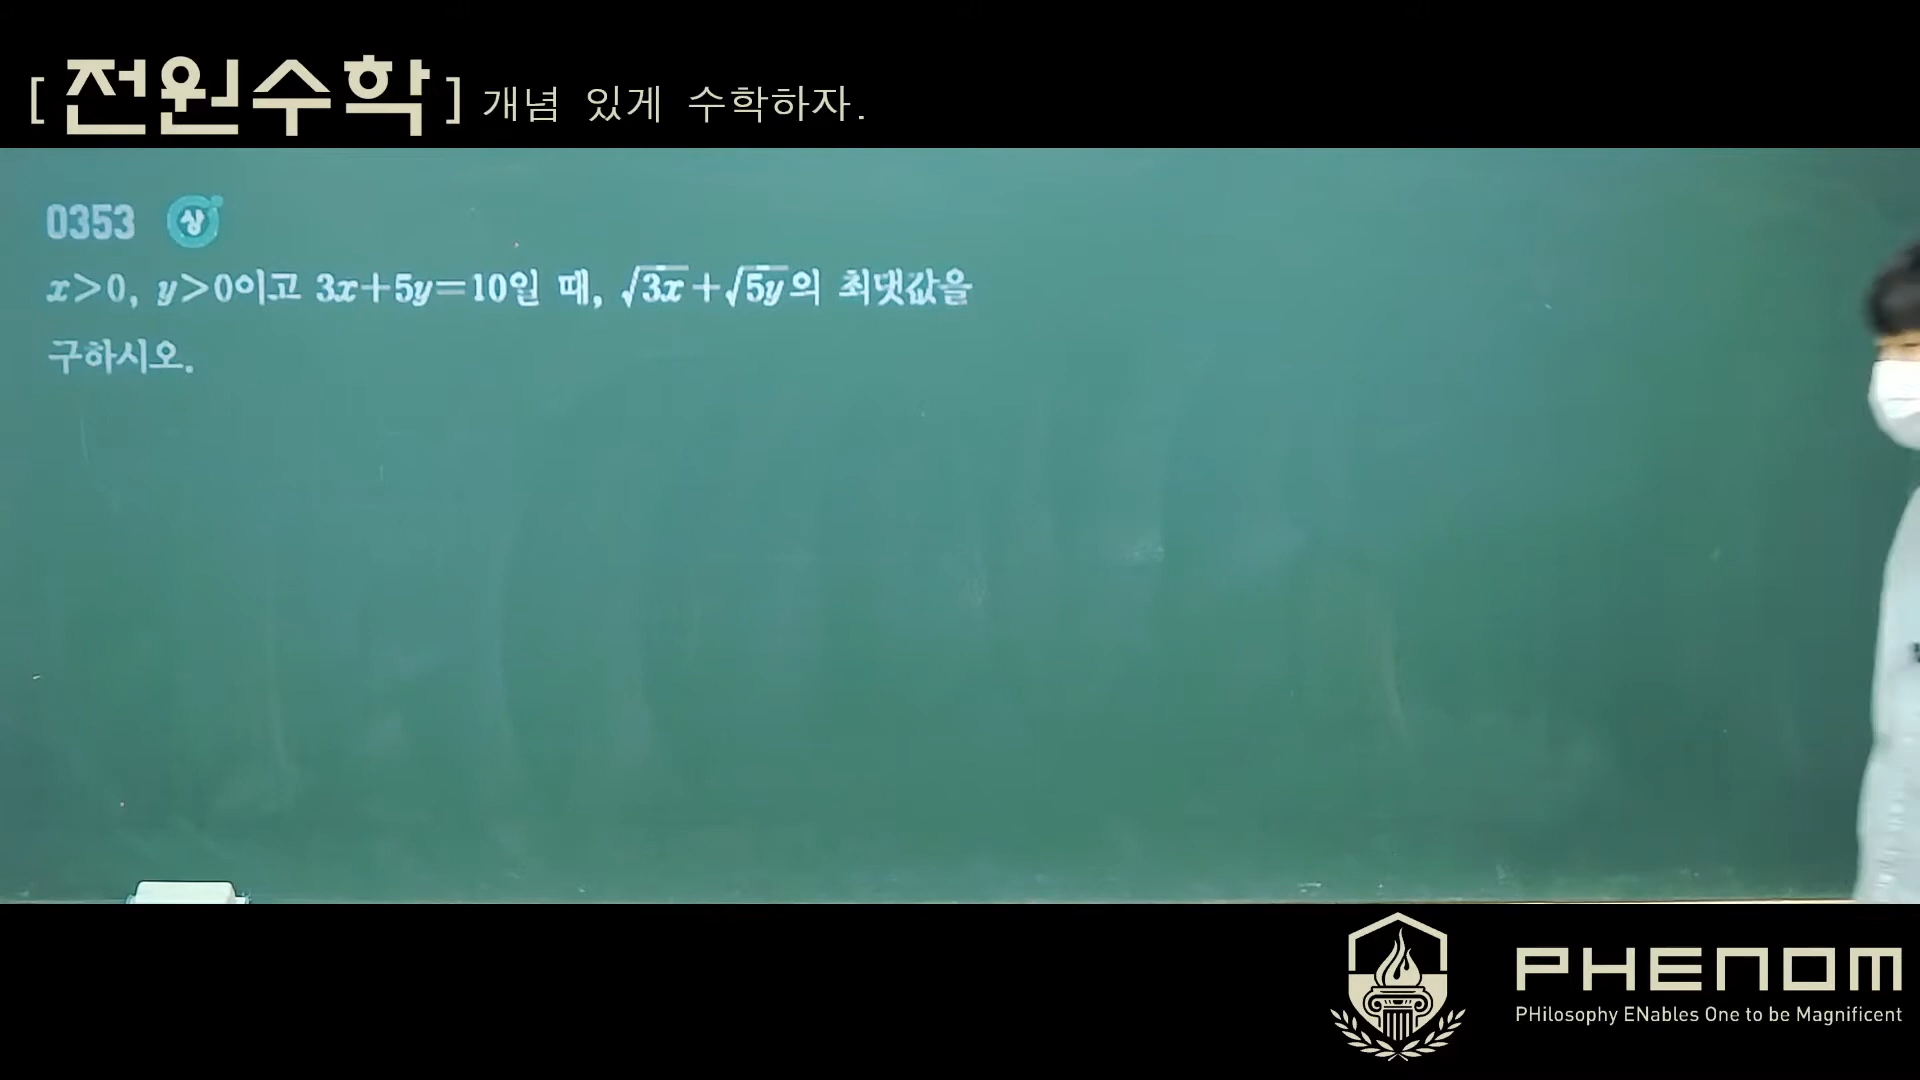 [전원수학] 개념 있게 수학하자.
0353 상
x>0, y>0이고 3x+5y=10일 때, √3x+√5y의 최댓값을
구하시오.
PHENOM
PHilosophy ENables One to be Magnificent